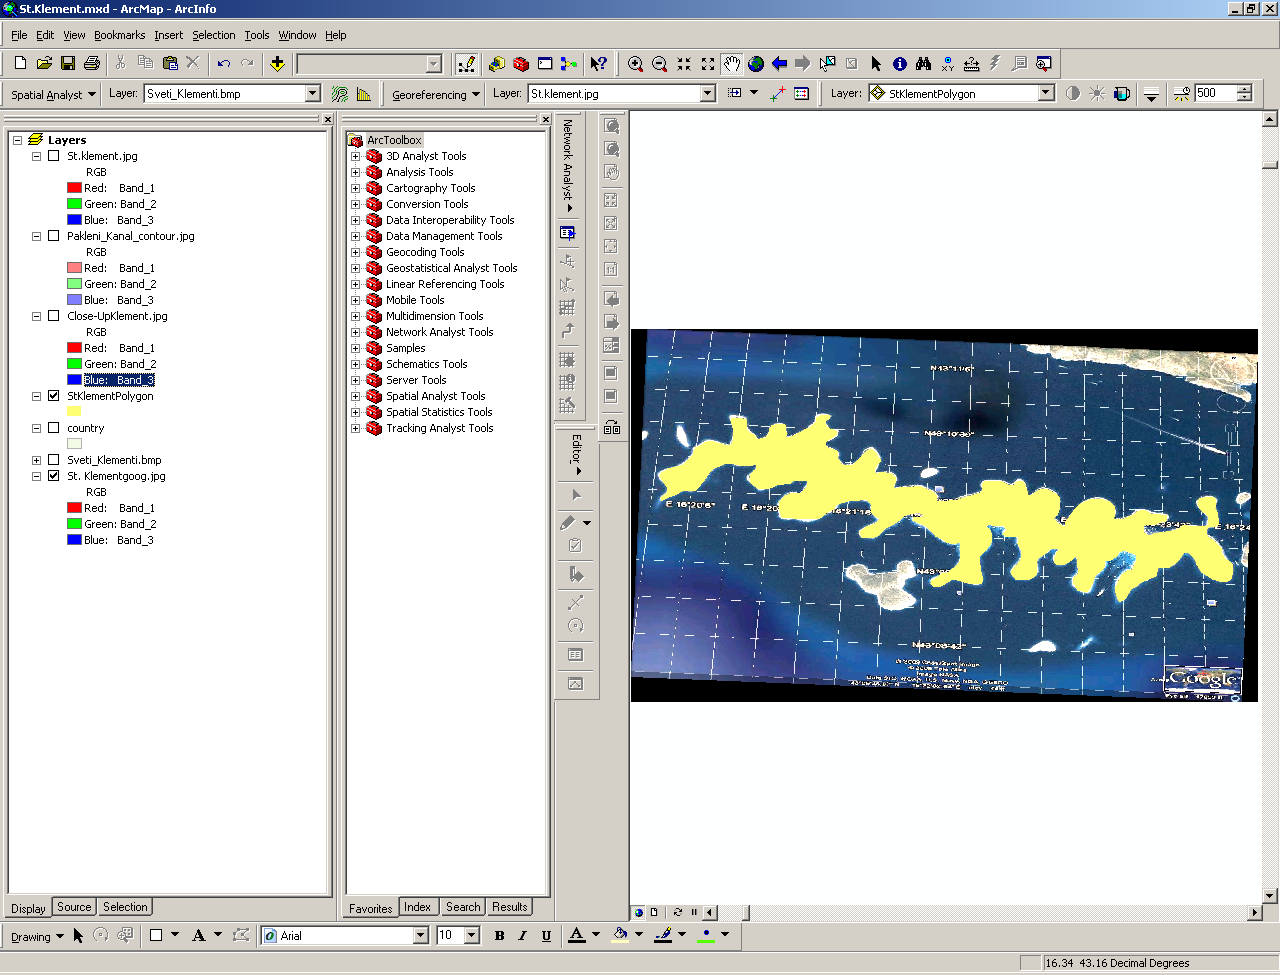 St.Klement.mxd - ArcMap - ArcInfo
File Edit View Bookmarks Insert Selection Tools Window Help
Spatial Analyst Layer: Sveti_Klementi.bmp Georeferencing Layer: St.klement.jpg Layer: StKlementPolygon 500
Layers
St.klement.jpg
RGB
Red: Band_1
Green: Band_2
Blue: Band_3
Pakleni_Kanal_contour.jpg
RGB
Red: Band_1
Green: Band_2
Blue: Band_3
Close-UpKlement.jpg
RGB
Red: Band_1
Green: Band_2
Blue: Band_3
StKlementPolygon
country
Sveti_Klementi.bmp
St. Klementgoog.jpg
RGB
Red: Band_1
Green: Band_2
Blue: Band_3
Display Source Selection
ArcToolbox
3D Analyst Tools
Analysis Tools
Cartography Tools
Conversion Tools
Data Interoperability Tools
Data Management Tools
Geocoding Tools
Geostatistical Analyst Tools
Linear Referencing Tools
Mobile Tools
Multidimension Tools
Network Analyst Tools
Samples
Schematics Tools
Server Tools
Spatial Analyst Tools
Spatial Statistics Tools
Tracking Analyst Tools
Favorites Index Search Results
Network Analyst
Editor
Google
Drawing A Arial 10 B I U A
16.34 43.16 Decimal Degrees